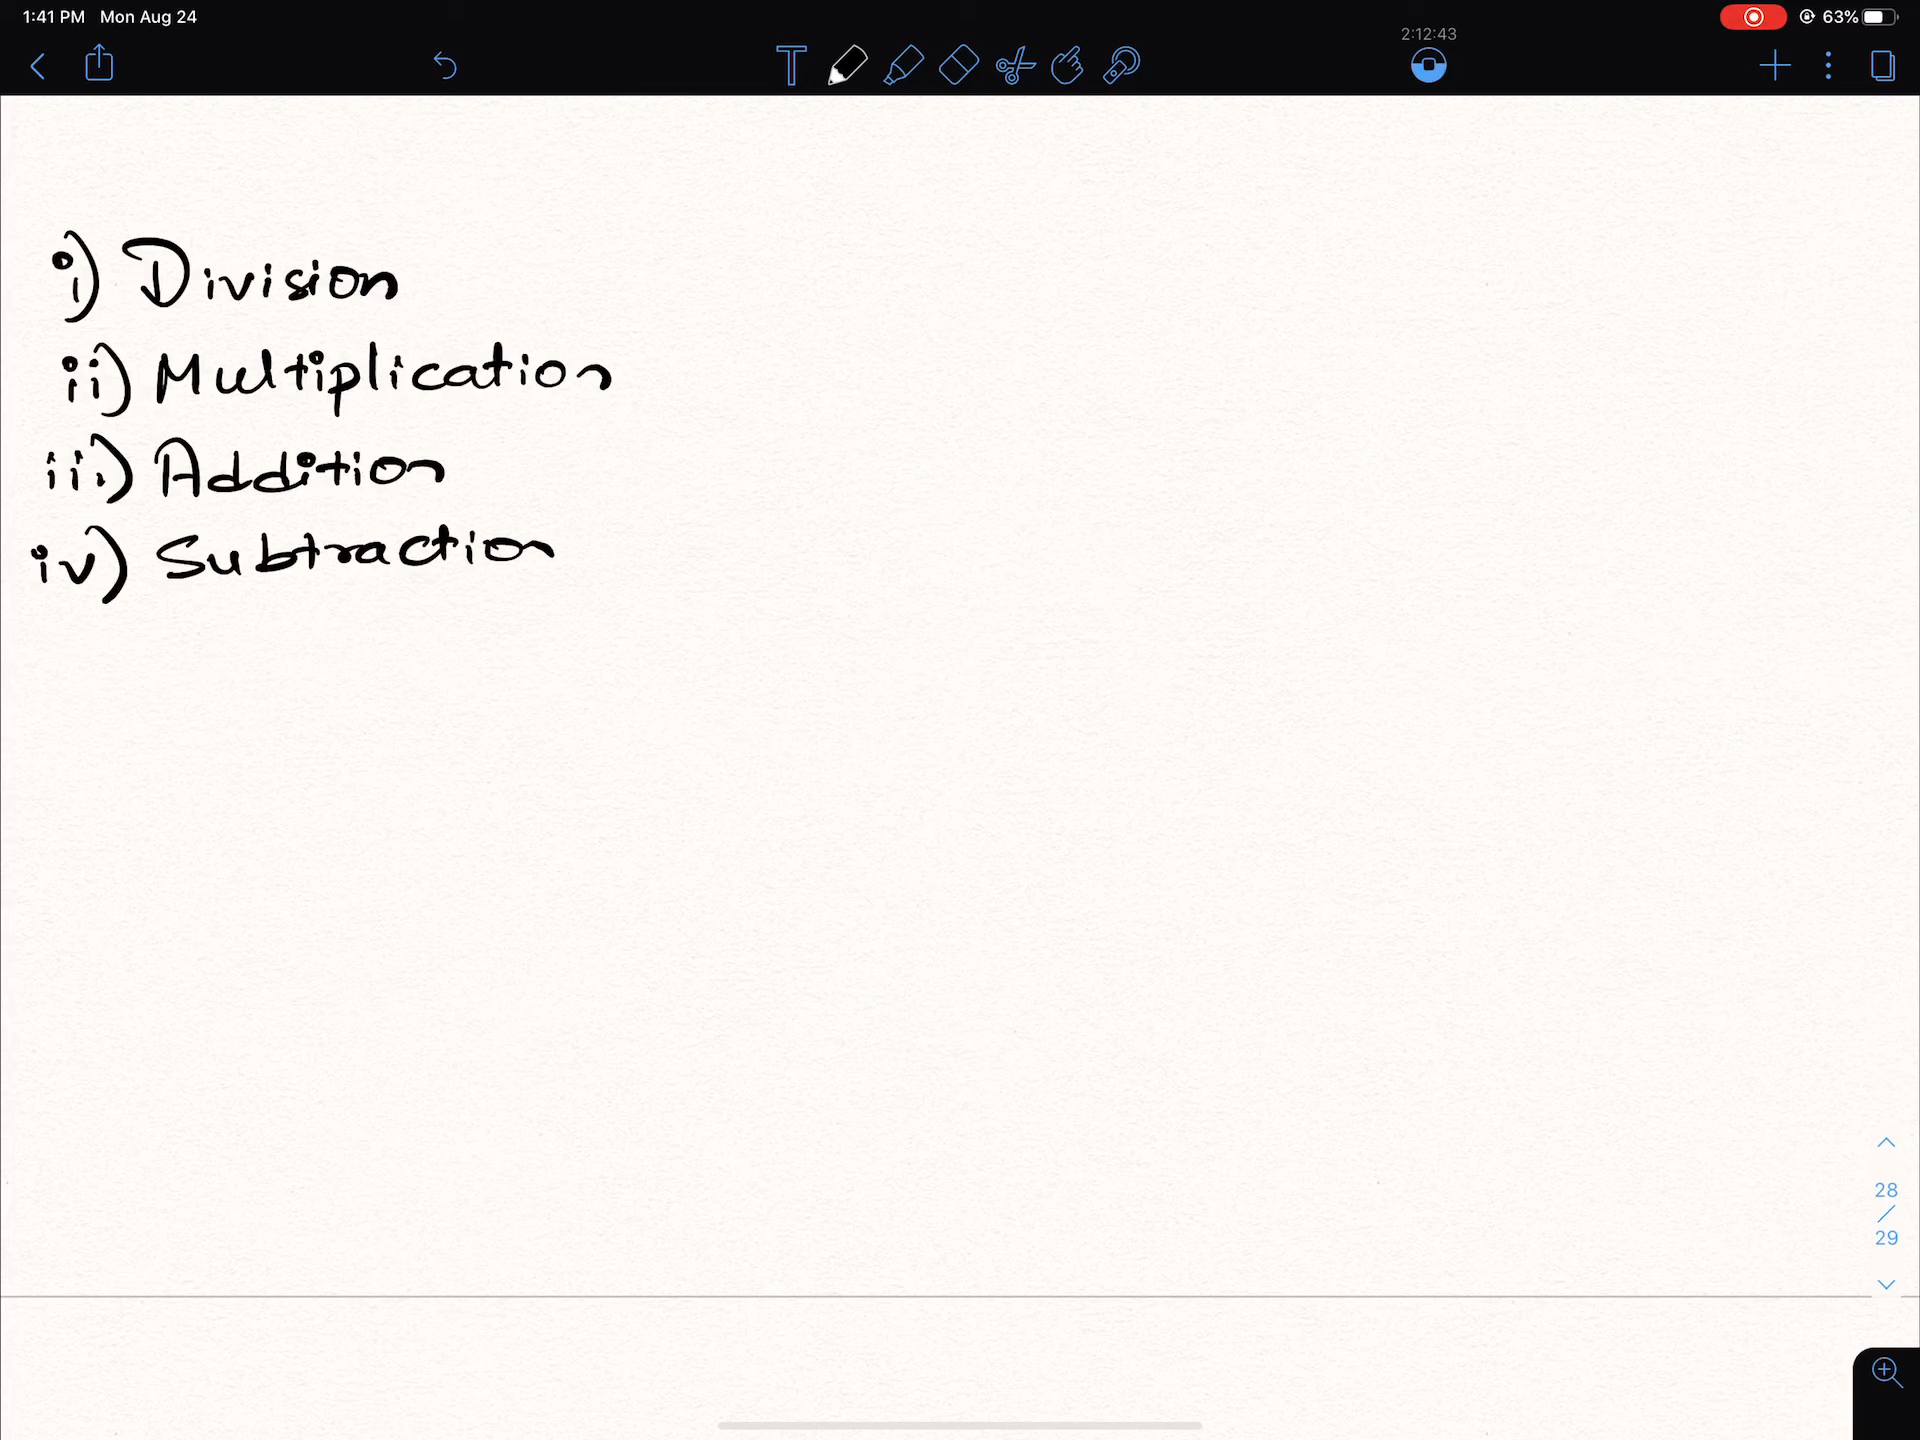 1:41 PM Mon Aug 24
63%
2:12:43
i) Division
ii) Multiplication
iii) Addition
iv) Subtraction
28
/
29